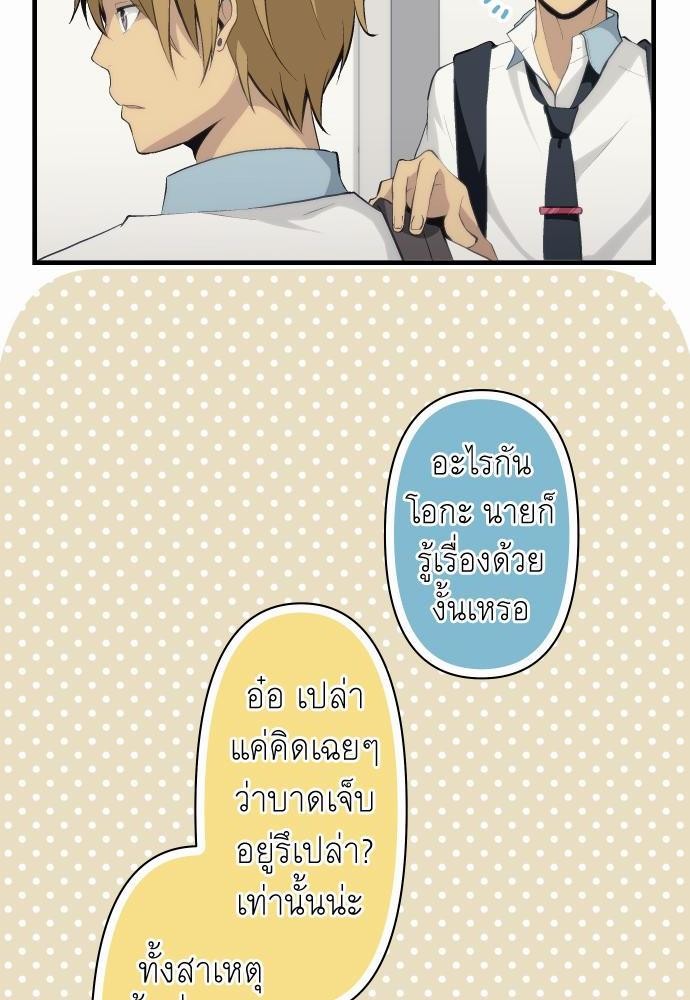 อะไรกัน
โอกะ นายก็
รู้เรื่องด้วย
งั้นเหรอ
อ๋อ เปล่า
แค่คิดเฉยๆ
ว่าบาดเจ็บ
อยู่รึเปล่า?
เท่านั้นน่ะ
ทั้งสาเหตุ